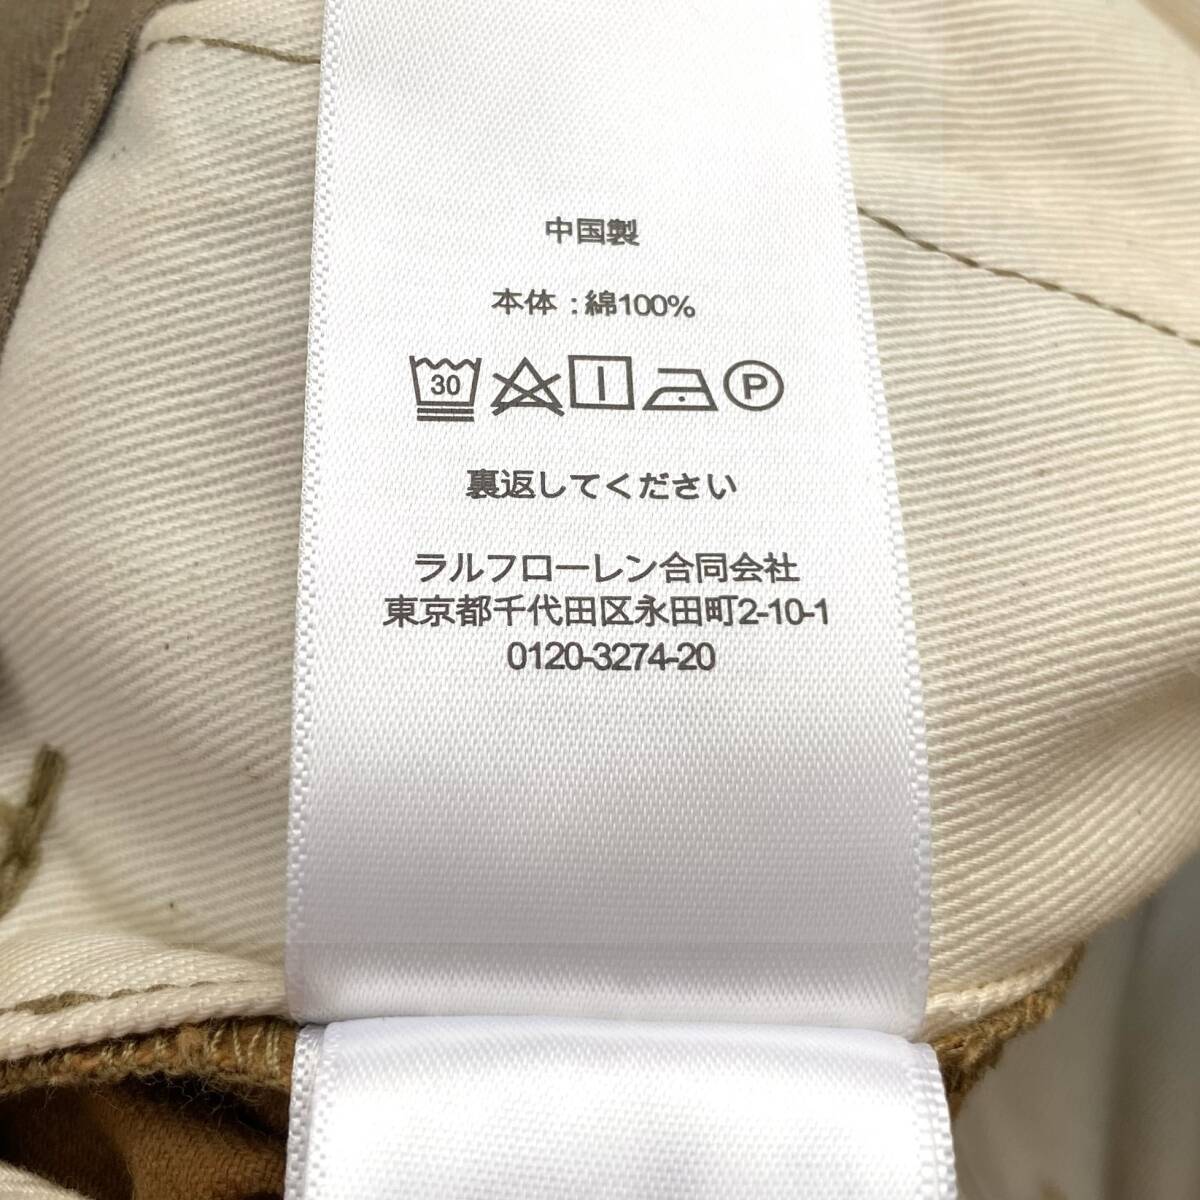 中国製
本体 : 綿100%
30 P
裏返してください
ラルフローレン合同会社
東京都千代田区永田町2-10-1
0120-3274-20